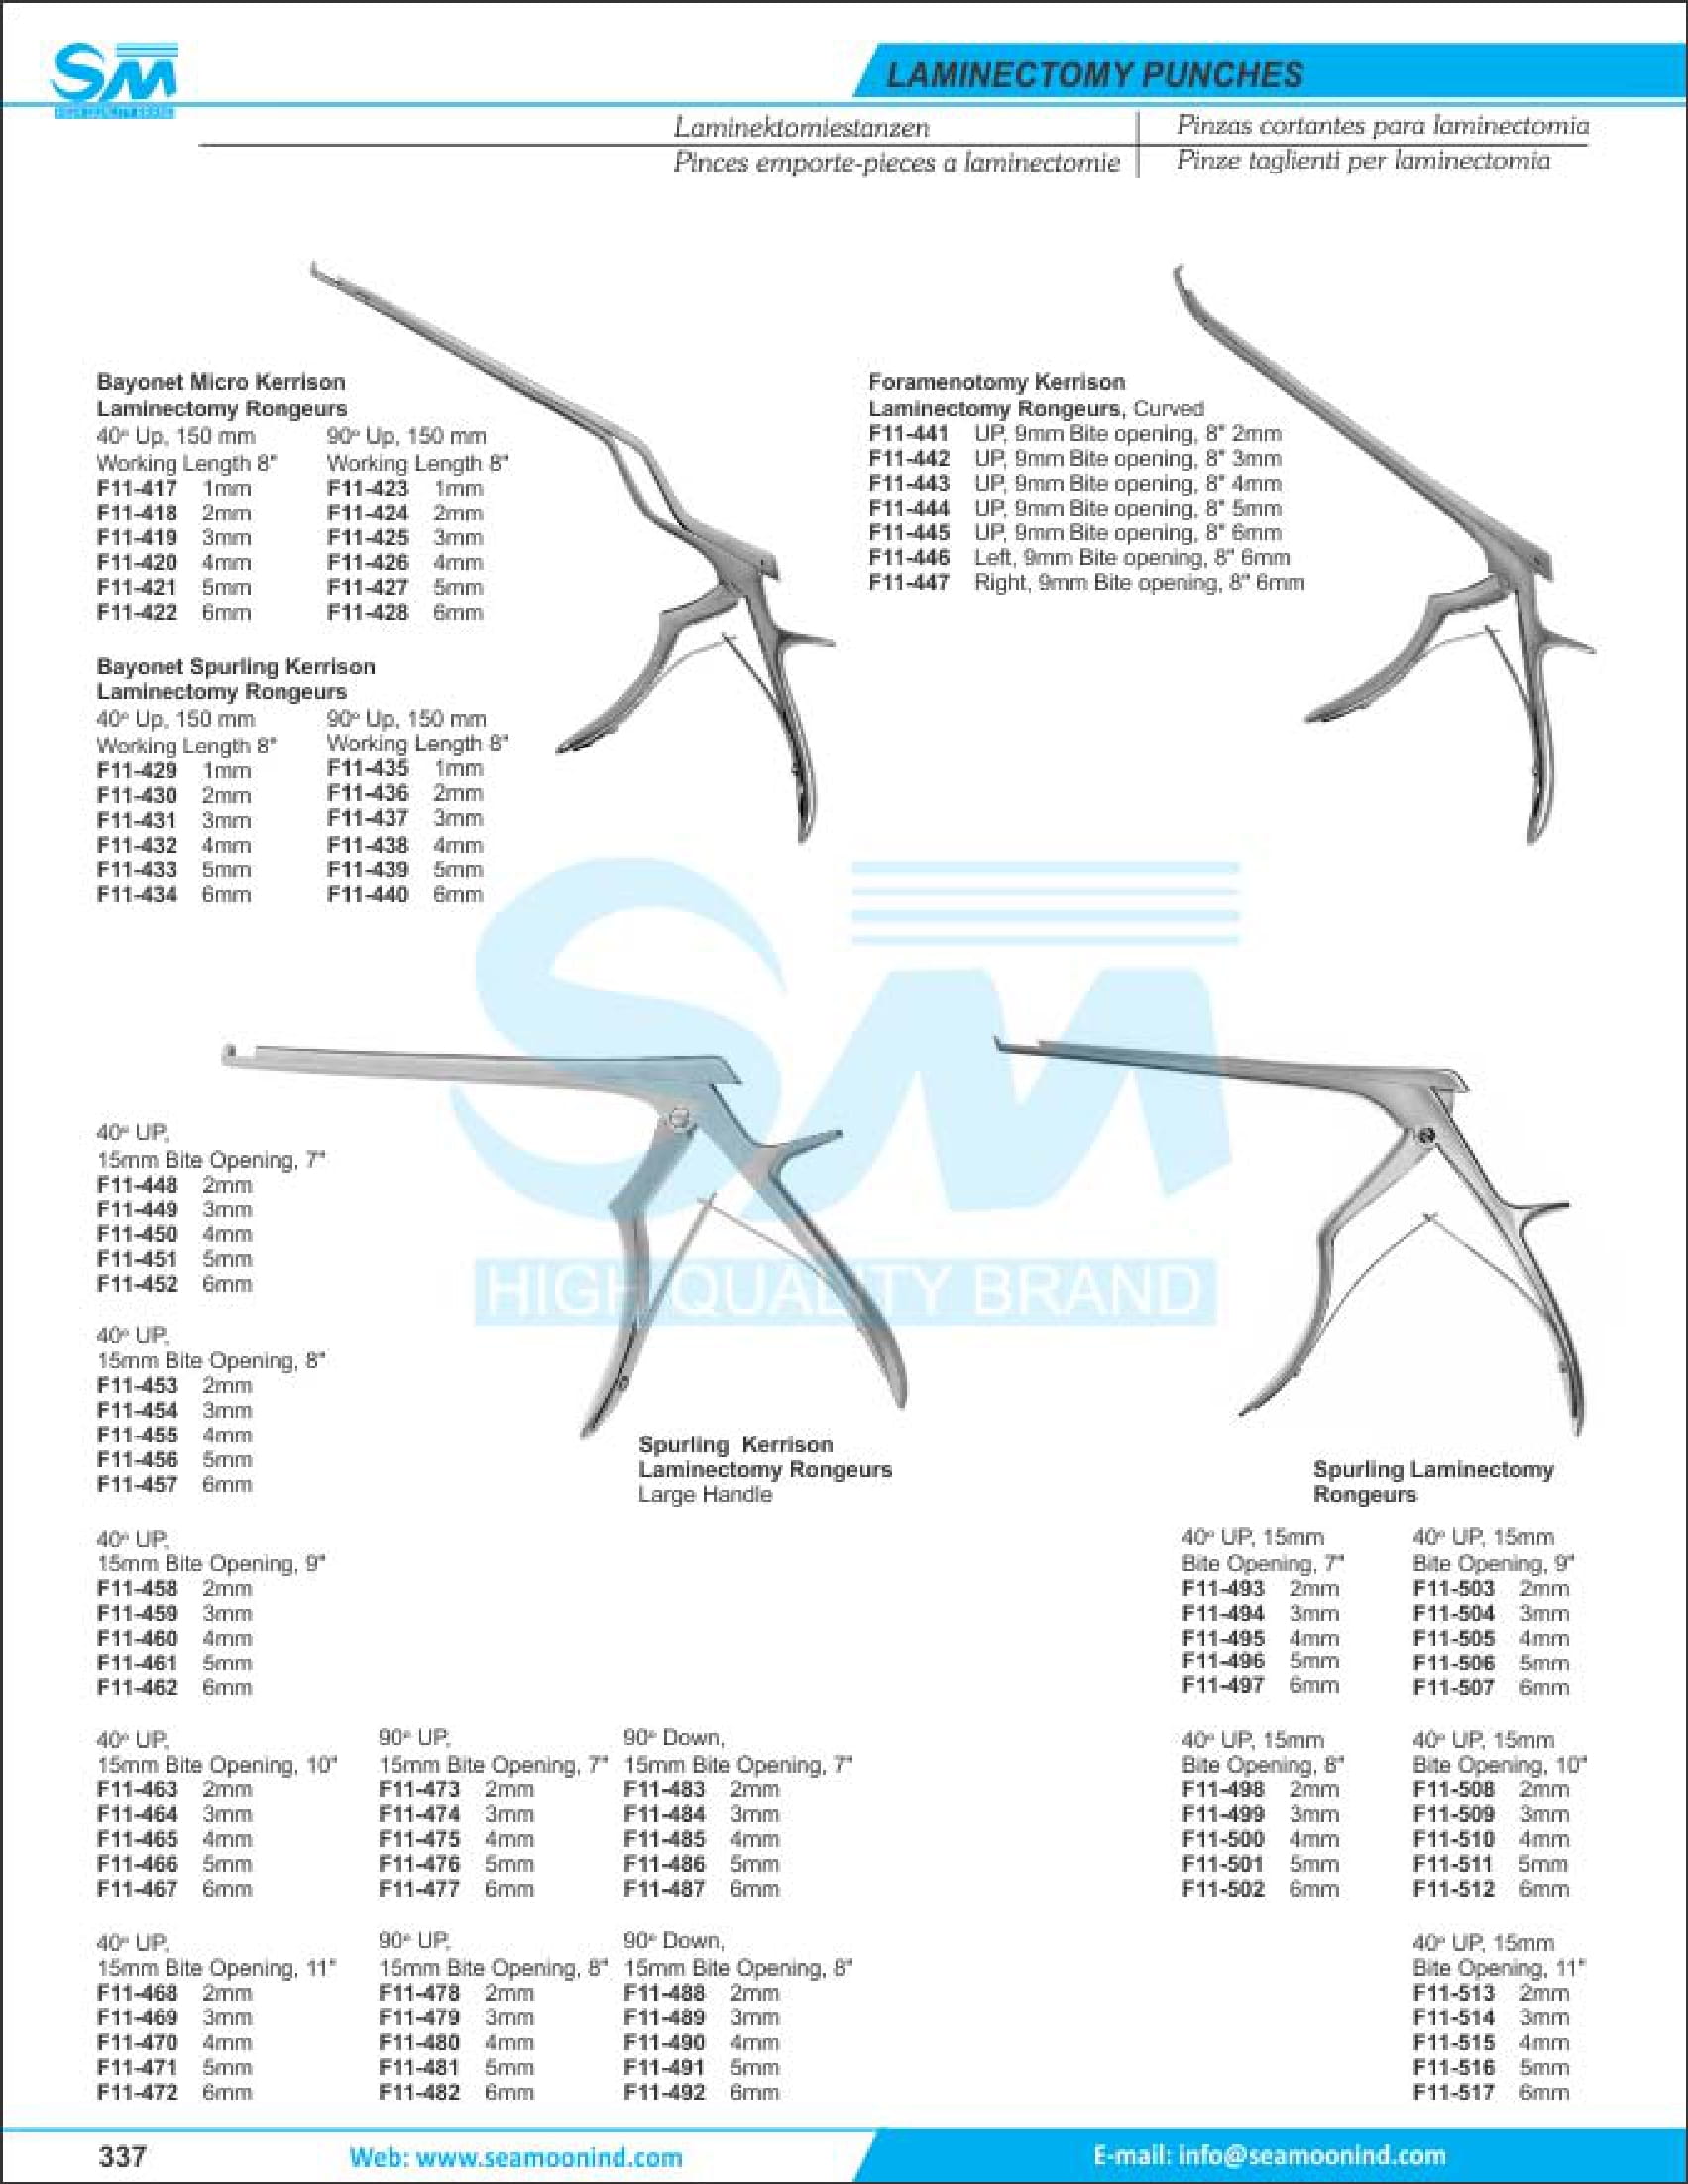 SM
LAMINECTOMY PUNCHES
Laminektomiestanzen
Pinces emporte-pieces a laminectomie
Pinzas cortantes para laminectomia
Pinze taglienti per laminectomia
Bayonet Micro Kerrison
Laminectomy Rongeurs
40° Up, 150 mm
Working Length 8"
F11-417 1mm
F11-418 2mm
F11-419 3mm
F11-420 4mm
F11-421 5mm
F11-422 6mm
90° Up, 150 mm
Working Length 8"
F11-423 1mm
F11-424 2mm
F11-425 3mm
F11-426 4mm
F11-427 5mm
F11-428 6mm
Bayonet Spurling Kerrison
Laminectomy Rongeurs
40° Up, 150 mm
Working Length 8"
F11-429 1mm
F11-430 2mm
F11-431 3mm
F11-432 4mm
F11-433 5mm
F11-434 6mm
90° Up, 150 mm
Working Length 8"
F11-435 1mm
F11-436 2mm
F11-437 3mm
F11-438 4mm
F11-439 5mm
F11-440 6mm
Foramenotomy Kerrison
Laminectomy Rongeurs, Curved
F11-441 UP, 9mm Bite opening, 8" 2mm
F11-442 UP, 9mm Bite opening, 8" 3mm
F11-443 UP, 9mm Bite opening, 8" 4mm
F11-444 UP, 9mm Bite opening, 8" 5mm
F11-445 UP, 9mm Bite opening, 8" 6mm
F11-446 Left, 9mm Bite opening, 8" 6mm
F11-447 Right, 9mm Bite opening, 8" 6mm
SM
HIGH QUALITY BRAND
40° UP,
15mm Bite Opening, 7"
F11-448 2mm
F11-449 3mm
F11-450 4mm
F11-451 5mm
F11-452 6mm
40° UP,
15mm Bite Opening, 8"
F11-453 2mm
F11-454 3mm
F11-455 4mm
F11-456 5mm
F11-457 6mm
Spurling Kerrison
Laminectomy Rongeurs
Large Handle
40° UP,
15mm Bite Opening, 9"
F11-458 2mm
F11-459 3mm
F11-460 4mm
F11-461 5mm
F11-462 6mm
40° UP,
15mm Bite Opening, 10"
F11-463 2mm
F11-464 3mm
F11-465 4mm
F11-466 5mm
F11-467 6mm
90° UP,
15mm Bite Opening, 7"
F11-473 2mm
F11-474 3mm
F11-475 4mm
F11-476 5mm
F11-477 6mm
90° Down,
15mm Bite Opening, 7"
F11-483 2mm
F11-484 3mm
F11-485 4mm
F11-486 5mm
F11-487 6mm
40° UP,
15mm Bite Opening, 11"
F11-468 2mm
F11-469 3mm
F11-470 4mm
F11-471 5mm
F11-472 6mm
90° UP,
15mm Bite Opening, 8"
F11-478 2mm
F11-479 3mm
F11-480 4mm
F11-481 5mm
F11-482 6mm
90° Down,
15mm Bite Opening, 8"
F11-488 2mm
F11-489 3mm
F11-490 4mm
F11-491 5mm
F11-492 6mm
Spurling Laminectomy
Rongeurs
40° UP, 15mm
Bite Opening, 7"
F11-493 2mm
F11-494 3mm
F11-495 4mm
F11-496 5mm
F11-497 6mm
40° UP, 15mm
Bite Opening, 9"
F11-503 2mm
F11-504 3mm
F11-505 4mm
F11-506 5mm
F11-507 6mm
40° UP, 15mm
Bite Opening, 8"
F11-498 2mm
F11-499 3mm
F11-500 4mm
F11-501 5mm
F11-502 6mm
40° UP, 15mm
Bite Opening, 10"
F11-508 2mm
F11-509 3mm
F11-510 4mm
F11-511 5mm
F11-512 6mm
40° UP, 15mm
Bite Opening, 11"
F11-513 2mm
F11-514 3mm
F11-515 4mm
F11-516 5mm
F11-517 6mm
337
Web: www.seamoonind.com
E-mail: info@seamoonind.com